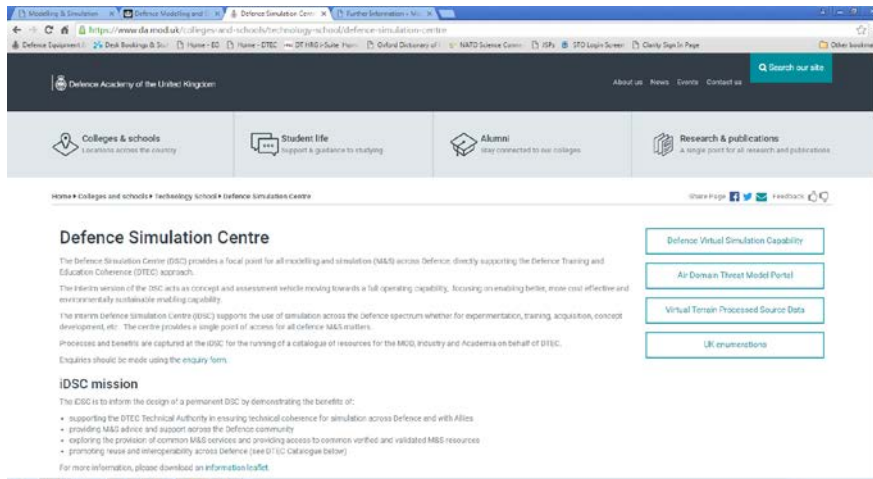 Modelling & Simulation
Defence Modelling and S
Defence Simulation Cent
Further Information - Mo
https://www.da.mod.uk/colleges-and-schools/technology-school/defence-simulation-centre
Defence Equipment
Desk Bookings &
Home - EC
Home - DTEC
DT HRG i-Suite Hom
Oxford Dictionary of
NATO Science Comm
JSPs
STO Login Screen
Clarity Sign In Page
Other bookma
Search our site
Defence Academy of the United Kingdom
About us News Events Contact us
Colleges & schools
Locations across the country
Student life
Support & guidance to studying
Alumni
Stay connected to our colleges
Research & publications
A single point for all research and publications
Home Colleges and schools Technology School Defence Simulation Centre
Share Page Feedback
Defence Simulation Centre
The Defence Simulation Centre (DSC) provides a focal point for all modelling and simulation (M&S) across Defence; directly supporting the Defence Training and
Education Coherence (DTEC) approach.
The interim version of the DSC acts as concept and assessment vehicle moving towards a full operating capability, focusing on enabling better, more cost effective and
environmentally sustainable enabling capability.
The Interim Defence Simulation Centre (iDSC) supports the use of simulation across the Defence spectrum whether for experimentation, training, acquisition, concept
development, etc. The centre provides a single point of access for all defence M&S matters.
Processes and benefits are captured at the iDSC for the running of a catalogue of resources for the MOD, industry and Academia on behalf of DTEC.
Enquiries should be made using the enquiry form.
Defence Virtual Simulation Capability
Air Domain Threat Model Portal
Virtual Terrain Processed Source Data
UK enumerations
iDSC mission
The iDSC is to inform the design of a permanent DSC by demonstrating the benefits of:
• supporting the DTEC Technical Authority in ensuring technical coherence for simulation across Defence and with Allies
• providing M&S advice and support across the Defence community
• exploring the provision of common M&S services and providing access to common verified and validated M&S resources
• promoting reuse and interoperability across Defence (see DTEC Catalogue below)
For more information, please download an information leaflet.